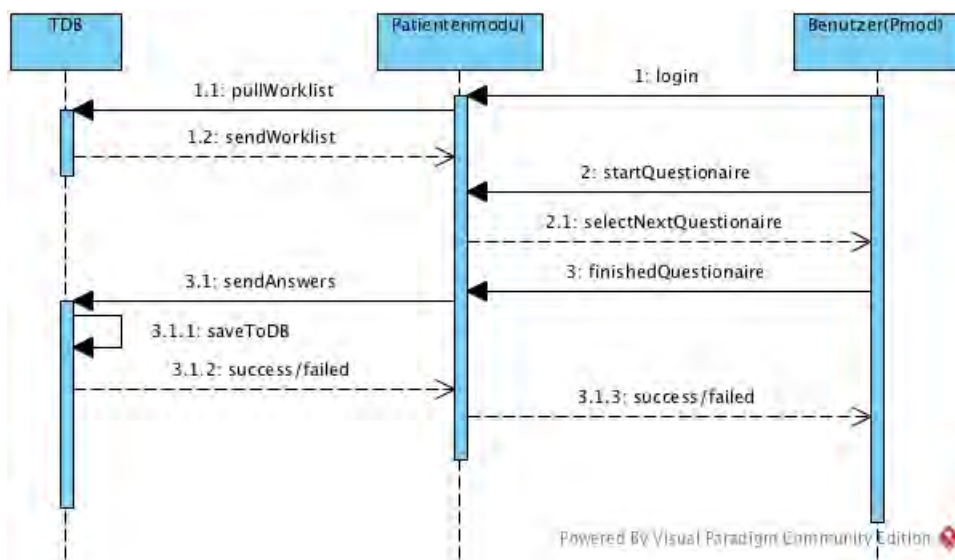 TDB
Patientenmodul
Benutzer(Pmod)
1: login
1.1: pullWorklist
1.2: sendWorklist
2: startQuestionaire
2.1: selectNextQuestionaire
3: finishedQuestionaire
3.1: sendAnswers
3.1.1: saveToDB
3.1.2: success/failed
3.1.3: success/failed
Powered By Visual Paradigm Community Edition